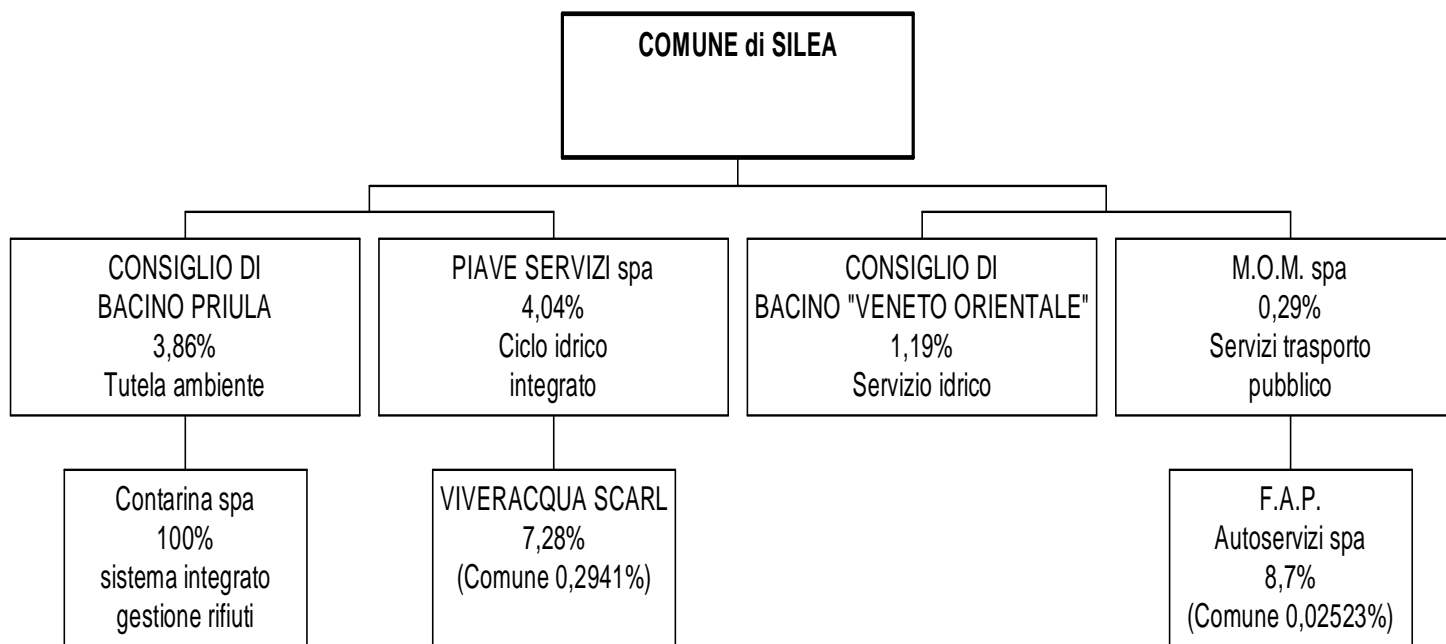 COMUNE di SILEA
CONSIGLIO DI
BACINO PRIULA
3,86%
Tutela ambiente
PIAVE SERVIZI spa
4,04%
Ciclo idrico
integrato
CONSIGLIO DI
BACINO "VENETO ORIENTALE"
1,19%
Servizio idrico
M.O.M. spa
0,29%
Servizi trasporto
pubblico
Contarina spa
100%
sistema integrato
gestione rifiuti
VIVERACQUA SCARL
7,28%
(Comune 0,2941%)
F.A.P.
Autoservizi spa
8,7%
(Comune 0,02523%)